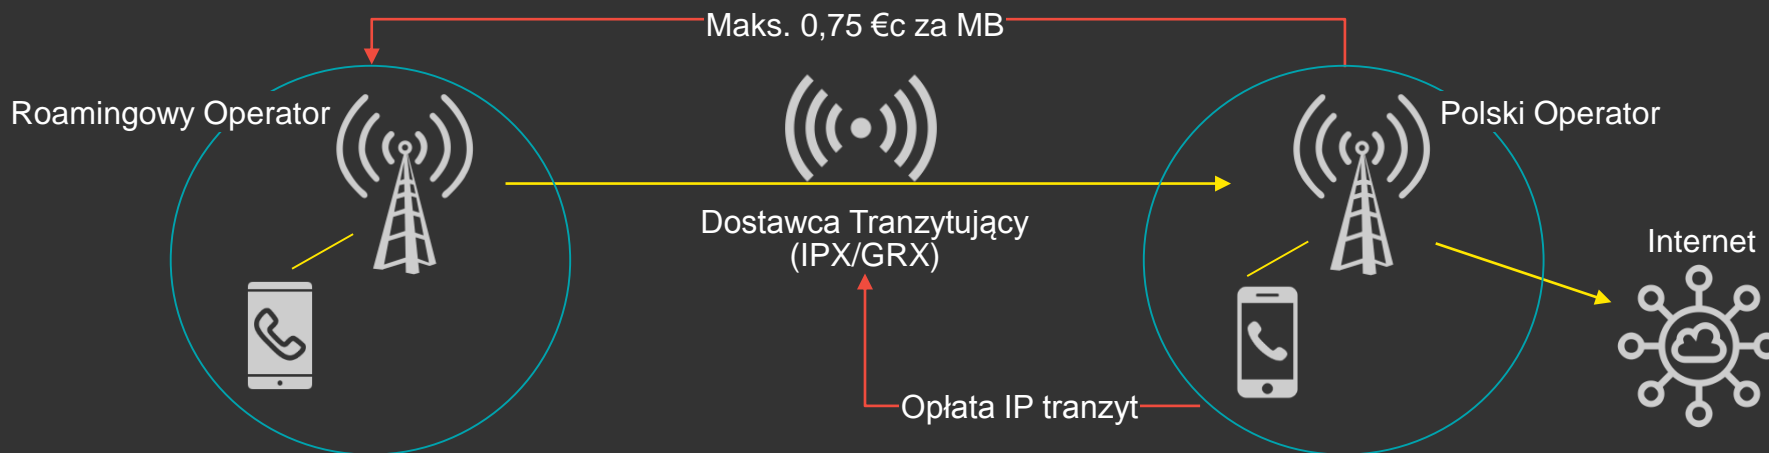 Maks. 0,75 €c za MB
Roamingowy Operator
Polski Operator
Dostawca Tranzytujący
(IPX/GRX)
Internet
Opłata IP tranzyt